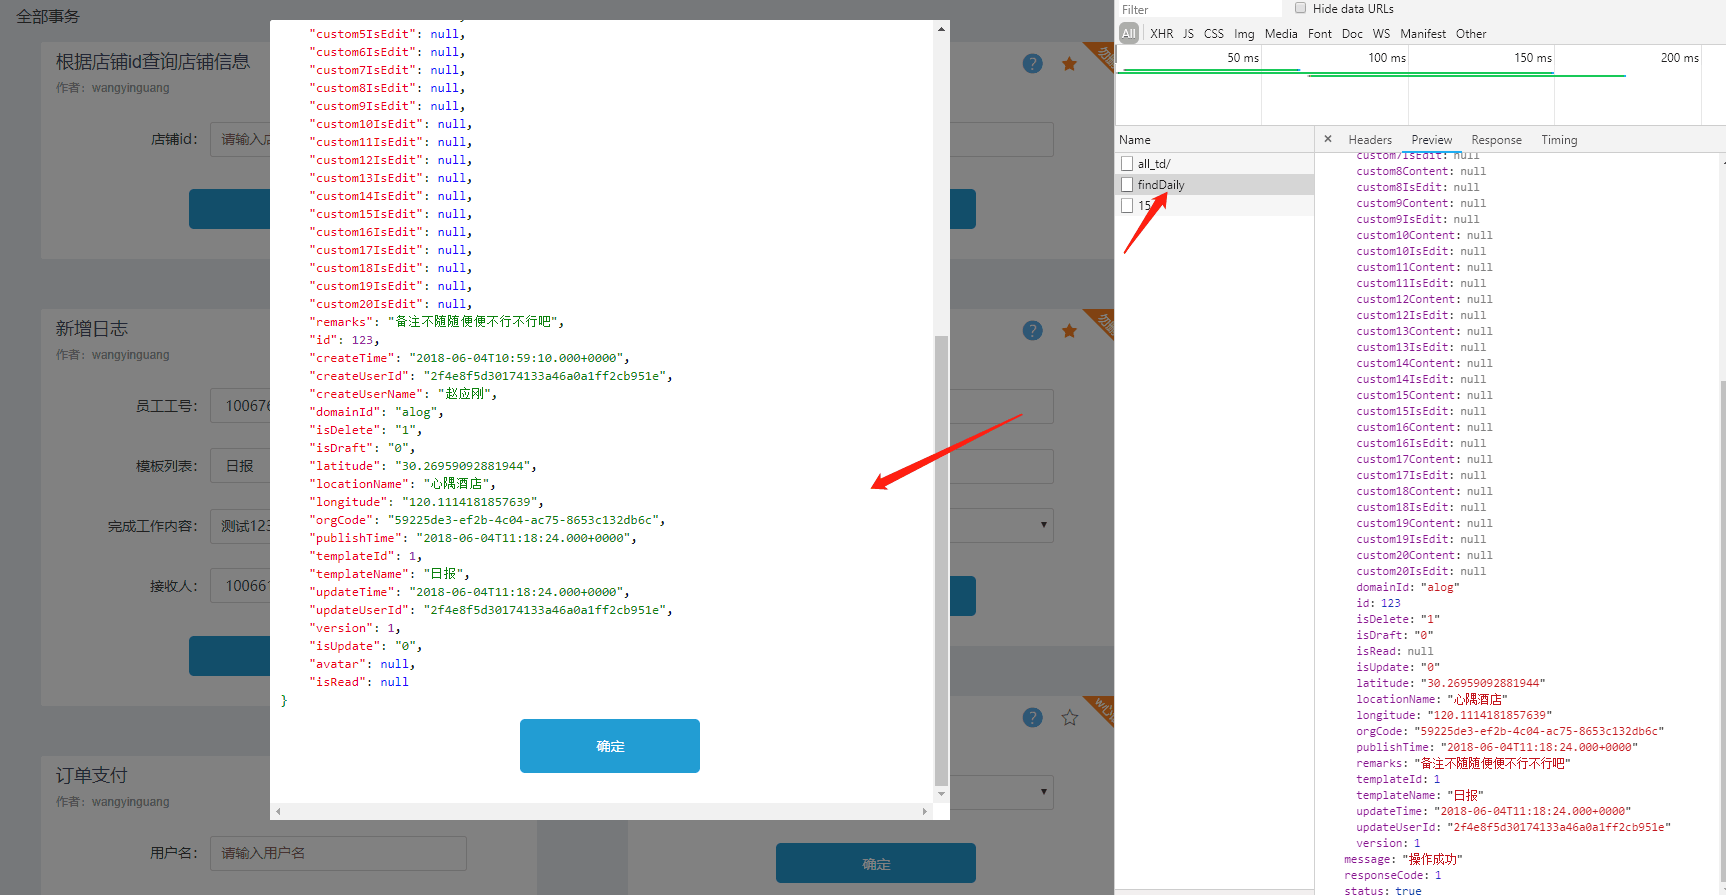 全部事务
根据店铺id查询店铺信息
作者：wangyinguang
店铺id：
请输入店
新增日志
作者：wangyinguang
员工工号：
10067
模板列表：
日报
完成工作内容：
测试123
接收人：
10066
订单支付
作者：wangyinguang
用户名：
请输入用户名
"custom5IsEdit": null,
"custom6IsEdit": null,
"custom7IsEdit": null,
"custom8IsEdit": null,
"custom9IsEdit": null,
"custom10IsEdit": null,
"custom11IsEdit": null,
"custom12IsEdit": null,
"custom13IsEdit": null,
"custom14IsEdit": null,
"custom15IsEdit": null,
"custom16IsEdit": null,
"custom17IsEdit": null,
"custom18IsEdit": null,
"custom19IsEdit": null,
"custom20IsEdit": null,
"remarks": "备注不随随便便不行不行吧",
"id": 123,
"createTime": "2018-06-04T10:59:10.000+0000",
"createUserId": "2f4e8f5d30174133a46a0a1ff2cb951e",
"createUserName": "赵应刚",
"domainId": "alog",
"isDelete": "1",
"isDraft": "0",
"latitude": "30.26959092881944",
"locationName": "心隅酒店",
"longitude": "120.1114181857639",
"orgCode": "59225de3-ef2b-4c04-ac75-8653c132db6c",
"publishTime": "2018-06-04T11:18:24.000+0000",
"templateId": 1,
"templateName": "日报",
"updateTime": "2018-06-04T11:18:24.000+0000",
"updateUserId": "2f4e8f5d30174133a46a0a1ff2cb951e",
"version": 1,
"isUpdate": "0",
"avatar": null,
"isRead": null
}
确定
确定
Filter
Hide data URLs
All XHR JS CSS Img Media Font Doc WS Manifest Other
50 ms 100 ms 150 ms 200 ms
Name
all_td/
findDaily
15
× Headers Preview Response Timing
custom7IsEdit: null
custom8Content: null
custom8IsEdit: null
custom9Content: null
custom9IsEdit: null
custom10Content: null
custom10IsEdit: null
custom11Content: null
custom11IsEdit: null
custom12Content: null
custom12IsEdit: null
custom13Content: null
custom13IsEdit: null
custom14Content: null
custom14IsEdit: null
custom15Content: null
custom15IsEdit: null
custom16Content: null
custom16IsEdit: null
custom17Content: null
custom17IsEdit: null
custom18Content: null
custom18IsEdit: null
custom19Content: null
custom19IsEdit: null
custom20Content: null
custom20IsEdit: null
domainId: "alog"
id: 123
isDelete: "1"
isDraft: "0"
isRead: null
isUpdate: "0"
latitude: "30.26959092881944"
locationName: "心隅酒店"
longitude: "120.1114181857639"
orgCode: "59225de3-ef2b-4c04-ac75-8653c132db6c"
publishTime: "2018-06-04T11:18:24.000+0000"
remarks: "备注不随随便便不行不行吧"
templateId: 1
templateName: "日报"
updateTime: "2018-06-04T11:18:24.000+0000"
updateUserId: "2f4e8f5d30174133a46a0a1ff2cb951e"
version: 1
message: "操作成功"
responseCode: 1
status: true